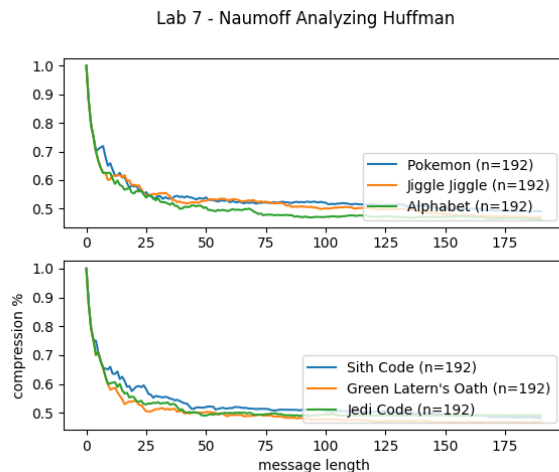 Lab 7 - Naumoff Analyzing Huffman
1.0
0.9
0.8
0.7
0.6
0.5
Pokemon (n=192)
Jiggle Jiggle (n=192)
Alphabet (n=192)
0 25 50 75 100 125 150 175
compression %
1.0
0.9
0.8
0.7
0.6
0.5
Sith Code (n=192)
Green Latern's Oath (n=192)
Jedi Code (n=192)
0 25 50 75 100 125 150 175
message length